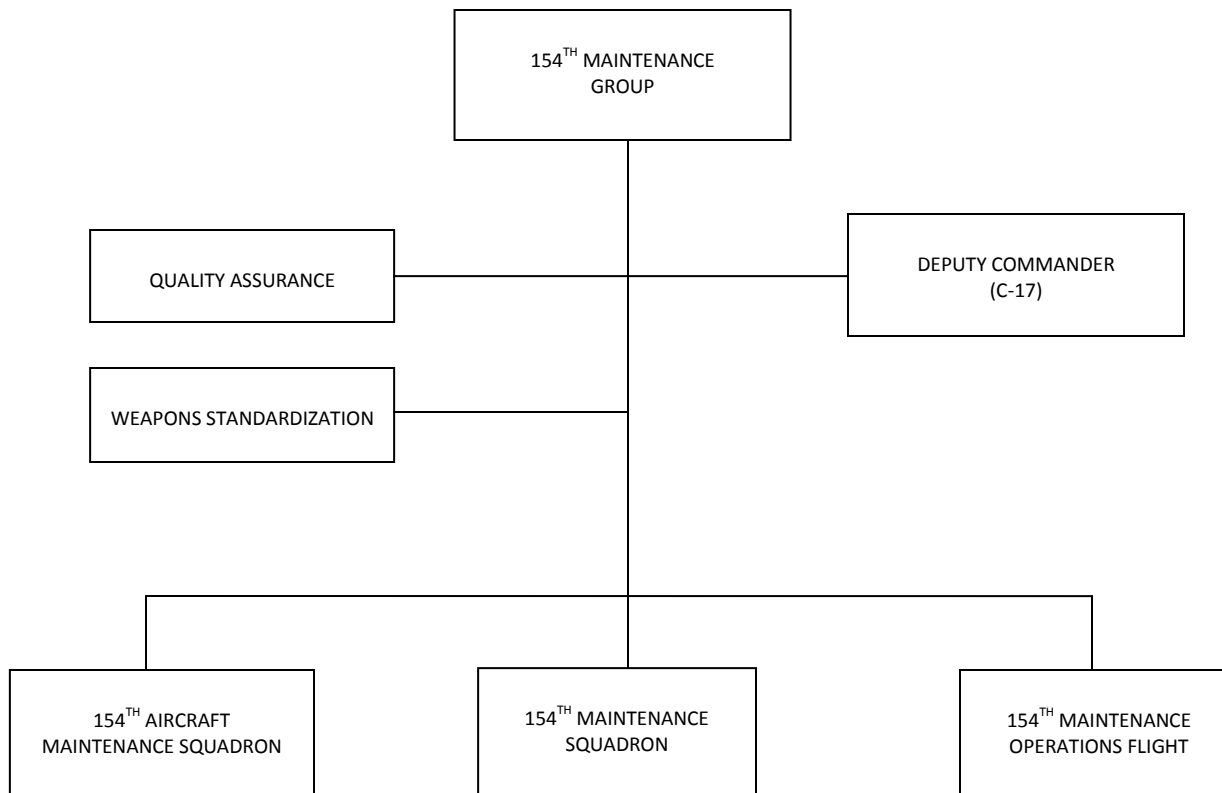 154TH MAINTENANCE
GROUP
QUALITY ASSURANCE
DEPUTY COMMANDER
(C-17)
WEAPONS STANDARDIZATION
154TH AIRCRAFT
MAINTENANCE SQUADRON
154TH MAINTENANCE
SQUADRON
154TH MAINTENANCE
OPERATIONS FLIGHT